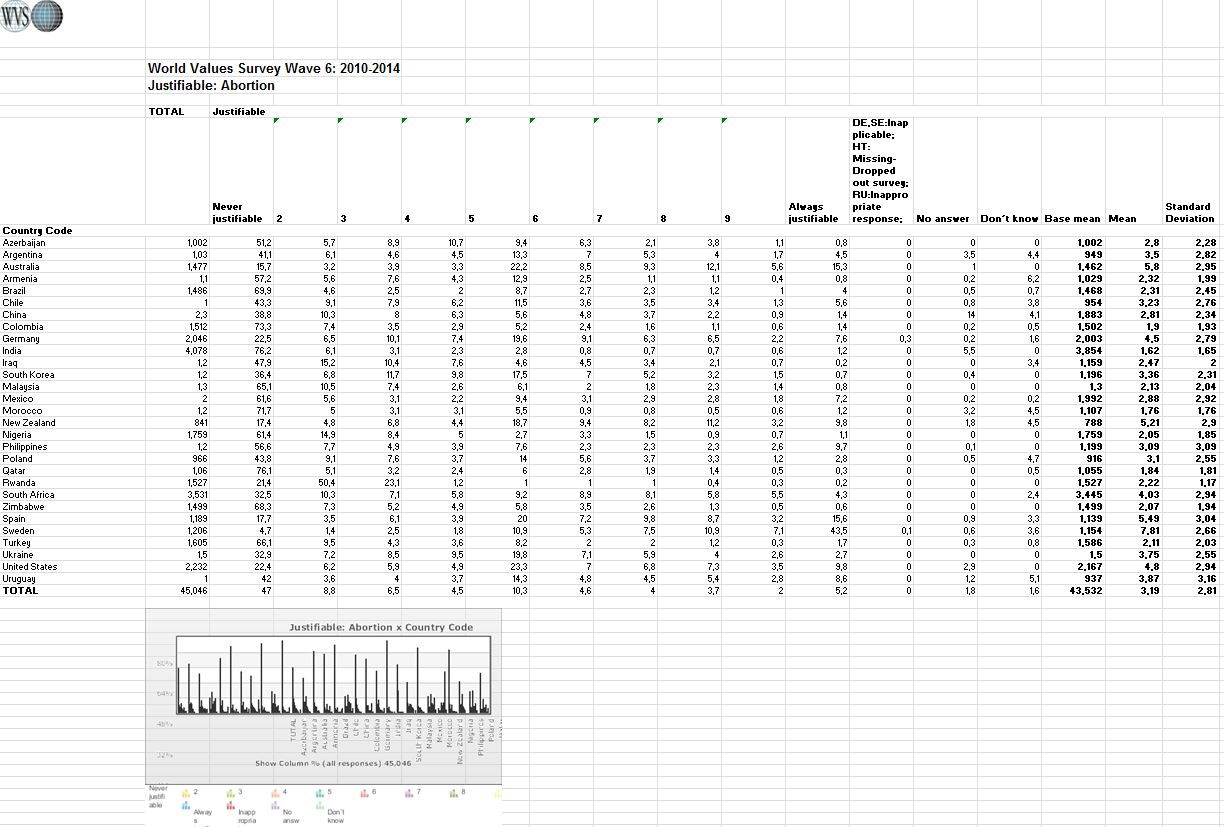 WVS
World Values Survey Wave 6: 2010-2014
Justifiable: Abortion
TOTAL Justifiable
Never justifiable 2 3 4 5 6 7 8 9 Always justifiable DE,SE:Inapplicable; HT: Missing-Dropped out survey; RU:Inappropriate response; No answer Don't know Base mean Mean Standard Deviation
Country Code
Azerbaijan 1,002 51,2 5,7 8,9 10,7 9,4 6,3 2,1 3,8 1,1 0,8 0 0 0 1,002 2,8 2,28
Argentina 1,03 41,1 6,1 4,6 4,5 13,3 7 5,3 4 1,7 4,5 0 3,5 4,4 949 3,5 2,82
Australia 1,477 15,7 3,2 3,9 3,3 22,2 8,5 9,3 12,1 5,6 15,3 0 1 0 1,462 5,8 2,95
Armenia 1,1 57,2 5,6 7,6 4,3 12,9 2,5 1,1 1,1 0,4 0,8 0 0,2 6,2 1,029 2,32 1,99
Brazil 1,486 69,9 4,6 2,5 2 8,7 2,7 2,3 1,2 1 4 0 0,5 0,7 1,468 2,31 2,45
Chile 1 43,3 9,1 7,9 6,2 11,5 3,6 3,5 3,4 1,3 5,6 0 0,8 3,8 954 3,23 2,76
China 2,3 38,8 10,3 8 6,3 5,6 4,8 3,7 2,2 0,9 1,4 0 14 4,1 1,883 2,81 2,34
Colombia 1,512 73,3 7,4 3,5 2,9 5,2 2,4 1,6 1,1 0,6 1,4 0 0,2 0,5 1,502 1,9 1,93
Germany 2,046 22,5 6,5 10,1 7,4 19,6 9,1 6,3 6,5 2,2 7,6 0,3 0,2 1,6 2,003 4,5 2,79
India 4,078 76,2 6,1 3,1 2,3 2,8 0,8 0,7 0,7 0,6 1,2 0 5,5 0 3,854 1,62 1,65
Iraq 1,2 47,9 15,2 10,4 7,6 4,6 4,5 3,4 2,1 0,7 0,2 0 0 3,4 1,159 2,47 2
South Korea 1,2 36,4 6,8 11,7 9,8 17,5 7 5,2 3,2 1,5 0,7 0 0,4 0 1,196 3,36 2,31
Malaysia 1,3 65,1 10,5 7,4 2,6 6,1 2 1,8 2,3 1,4 0,8 0 0 0 1,3 2,13 2,04
Mexico 2 61,6 5,6 3,1 2,2 9,4 3,1 2,9 2,8 1,8 7,2 0 0,2 0,2 1,992 2,88 2,92
Morocco 1,2 71,7 5 3,1 3,1 5,5 0,9 0,8 0,5 0,6 1,2 0 3,2 4,5 1,107 1,76 1,76
New Zealand 841 17,4 4,8 6,8 4,4 18,7 9,4 8,2 11,2 3,2 9,8 0 1,8 4,5 788 5,21 2,9
Nigeria 1,759 61,4 14,9 8,4 5 2,7 3,3 1,5 0,9 0,7 1,1 0 0 0 1,759 2,05 1,85
Philippines 1,2 56,6 7,7 4,9 3,9 7,6 2,3 2,3 2,3 2,6 9,7 0 0,1 0 1,199 3,09 3,09
Poland 966 43,8 9,1 7,6 3,7 14 5,6 3,7 3,3 1,2 2,8 0 0,5 4,7 916 3,1 2,55
Qatar 1,06 76,1 5,1 3,2 2,4 6 2,8 1,9 1,4 0,5 0,3 0 0 0,5 1,055 1,84 1,81
Rwanda 1,527 21,4 50,4 23,1 1,2 1 1 1 0,4 0,3 0,2 0 0 0 1,527 2,22 1,17
South Africa 3,531 32,5 10,3 7,1 5,8 9,2 8,9 8,1 5,8 5,5 4,3 0 0 2,4 3,445 4,03 2,94
Zimbabwe 1,499 68,3 7,3 5,2 4,9 5,8 3,5 2,6 1,3 0,5 0,6 0 0 0 1,499 2,07 1,94
Spain 1,189 17,7 3,5 6,1 3,9 20 7,2 9,8 8,7 3,2 15,6 0 0,9 3,3 1,139 5,49 3,04
Sweden 1,206 4,7 1,4 2,5 1,8 10,9 5,3 7,5 10,9 7,1 43,5 0,1 0,6 3,6 1,154 7,81 2,66
Turkey 1,605 66,1 9,5 4,3 3,6 8,2 2 2 1,2 0,3 1,7 0 0,3 0,8 1,586 2,11 2,03
Ukraine 1,5 32,9 7,2 8,5 9,5 19,8 7,1 5,9 4 2,6 2,7 0 0 0 1,5 3,75 2,55
United States 2,232 22,4 6,2 5,9 4,9 23,3 7 6,8 7,3 3,5 9,8 0 2,9 0 2,167 4,8 2,94
Uruguay 1 42 3,6 4 3,7 14,3 4,8 4,5 5,4 2,8 8,6 0 1,2 5,1 937 3,87 3,16
TOTAL 45,046 47 8,8 6,5 4,5 10,3 4,6 4 3,7 2 5,2 0 1,8 1,6 43,532 3,19 2,81
Justifiable: Abortion x Country Code
80%
64%
48%
32%
TOTAL Azerbaijan Argentina Australia Armenia Brazil Chile China Colombia Germany India Iraq South Korea Malaysia Mexico Morocco New Zealand Nigeria Philippines Poland
Show Column % (all responses) 45,046
Never justifi able 2 3 4 5 6 7 8
Alway s Inapp ropria No answ Don't know